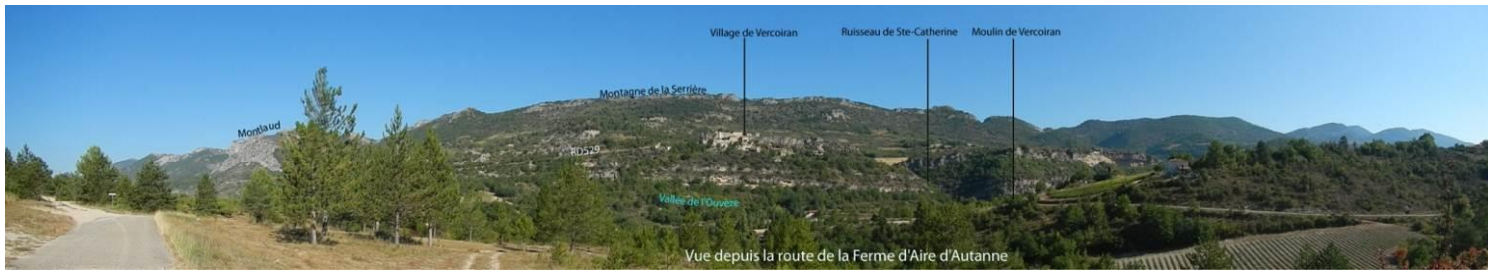 Village de Vercoiran
Ruisseau de Ste-Catherine
Moulin de Vercoiran
Montagne de la Serrière
Montlaud
RD529
Vallée de l'Ouvèze
Vue depuis la route de la Ferme d'Aire d'Autanne